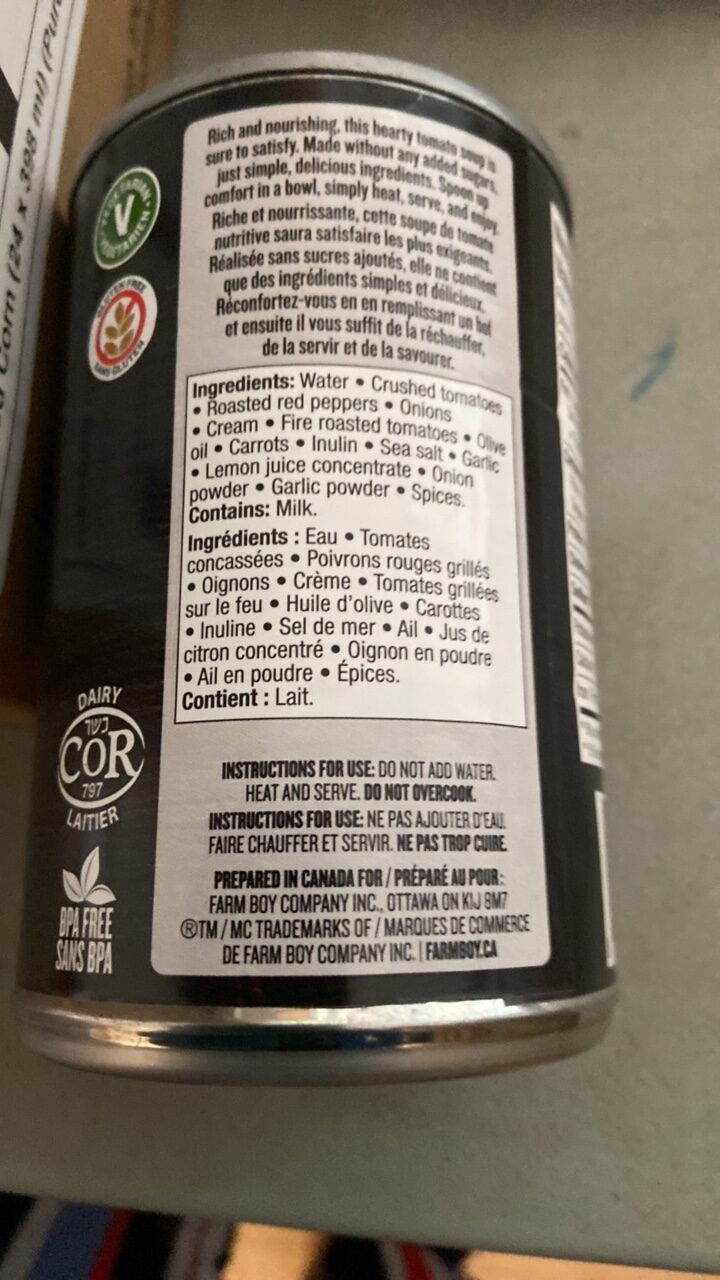 Corn (24 x 398 ml) (Pure
VEGETARIAN
V
VÉGÉTARIEN
GLUTEN FREE
SANS GLUTEN
Rich and nourishing, this hearty tomato soup is
sure to satisfy. Made without any added sugars,
just simple, delicious ingredients. Spoon up
comfort in a bowl, simply heat, serve, and enjoy.
Riche et nourrissante, cette soupe de tomate
nutritive saura satisfaire les plus exigeants.
Réalisée sans sucres ajoutés, elle ne contient
que des ingrédients simples et délicieux.
Réconfortez-vous en en remplissant un bol
et ensuite il vous suffit de la réchauffer,
de la servir et de la savourer.
Ingredients: Water • Crushed tomatoes
• Roasted red peppers • Onions
• Cream • Fire roasted tomatoes • Olive
oil • Carrots • Inulin • Sea salt • Garlic
• Lemon juice concentrate • Onion
powder • Garlic powder • Spices.
Contains: Milk.
Ingrédients : Eau • Tomates
concassées • Poivrons rouges grillés
• Oignons • Crème • Tomates grillées
sur le feu • Huile d'olive • Carottes
• Inuline • Sel de mer • Ail • Jus de
citron concentré • Oignon en poudre
• Ail en poudre • Épices.
Contient : Lait.
DAIRY
כשר
COR
797
LAITIER
BPA FREE
SANS BPA
INSTRUCTIONS FOR USE: DO NOT ADD WATER.
HEAT AND SERVE. DO NOT OVERCOOK.
INSTRUCTIONS FOR USE: NE PAS AJOUTER D'EAU.
FAIRE CHAUFFER ET SERVIR. NE PAS TROP CUIRE.
PREPARED IN CANADA FOR / PRÉPARÉ AU POUR:
FARM BOY COMPANY INC., OTTAWA ON K1J 9M7
®TM / MC TRADEMARKS OF / MARQUES DE COMMERCE
DE FARM BOY COMPANY INC. | FARMBOY.CA